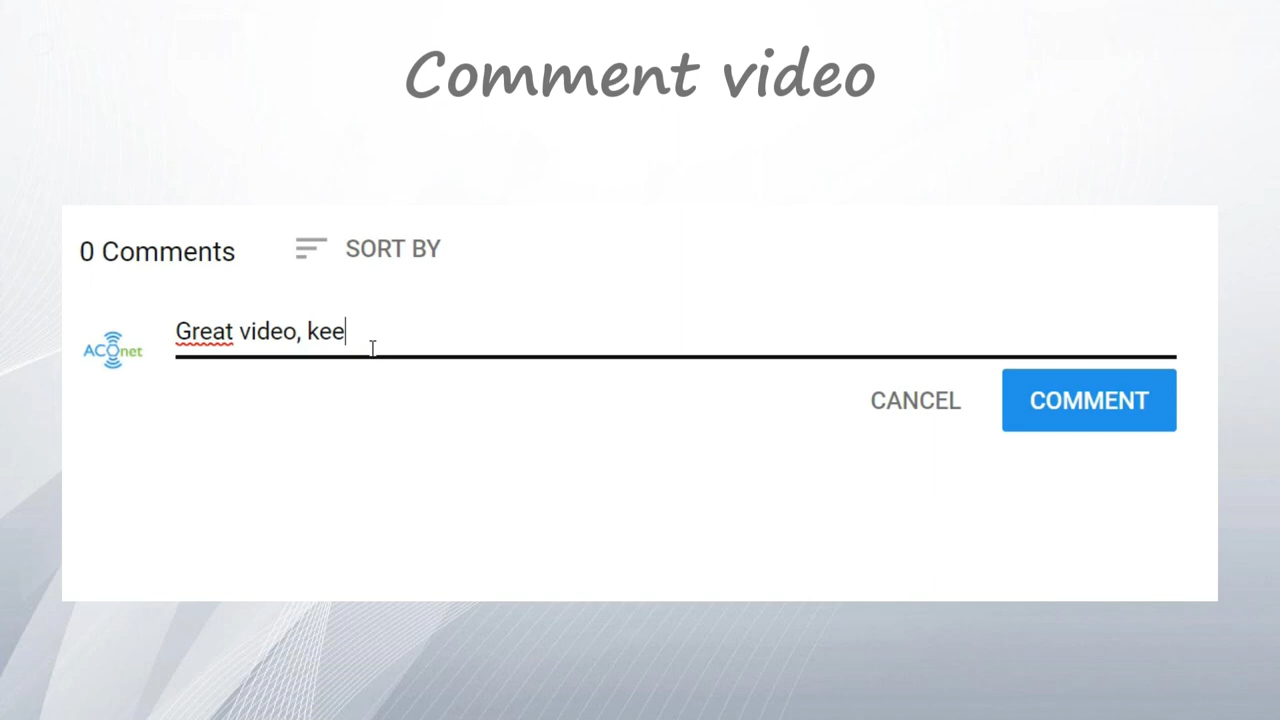 Comment video
0 Comments
SORT BY
Great video, kee
ACOnet
CANCEL
COMMENT